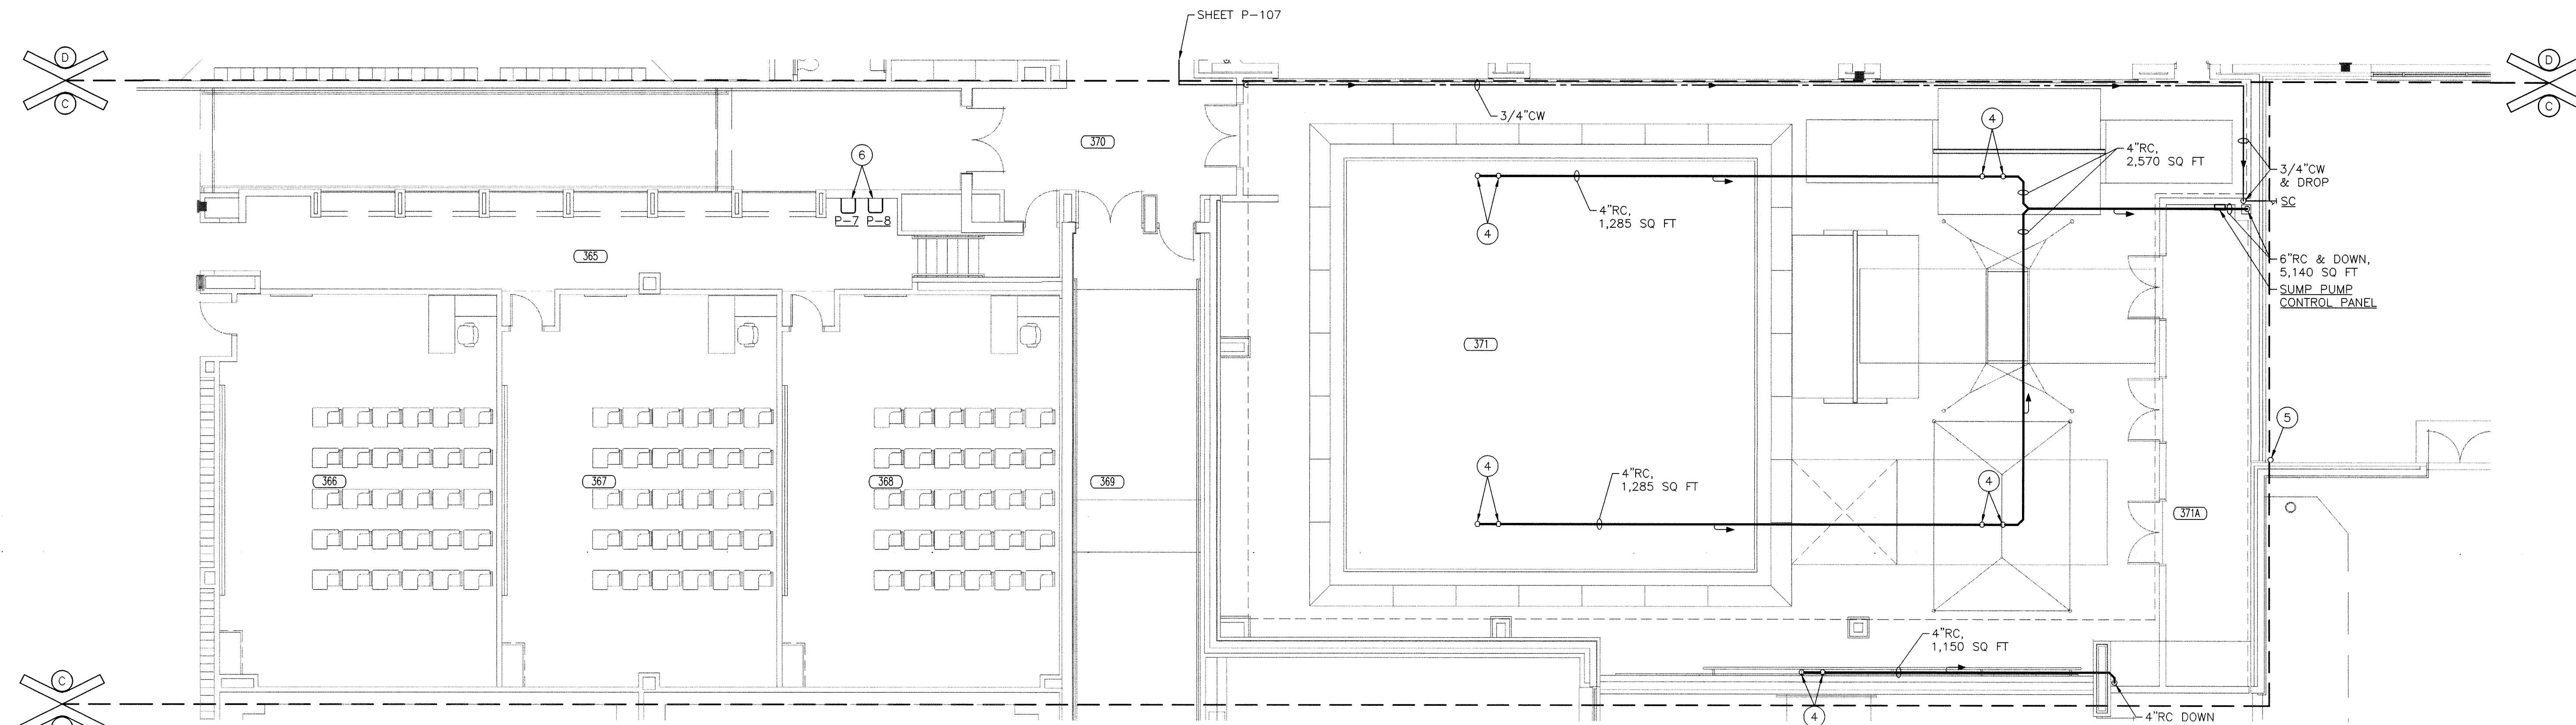 SHEET P-107
D
C
D
C
3/4"CW
370
4
4"RC,
2,570 SQ FT
3/4"CW
& DROP
SC
6
P-7 P-8
4"RC,
1,285 SQ FT
4
365
6"RC & DOWN,
5,140 SQ FT
SUMP PUMP
CONTROL PANEL
371
5
366
367
368
369
4
4"RC,
1,285 SQ FT
4
371A
4"RC,
1,150 SQ FT
C
4
4"RC DOWN